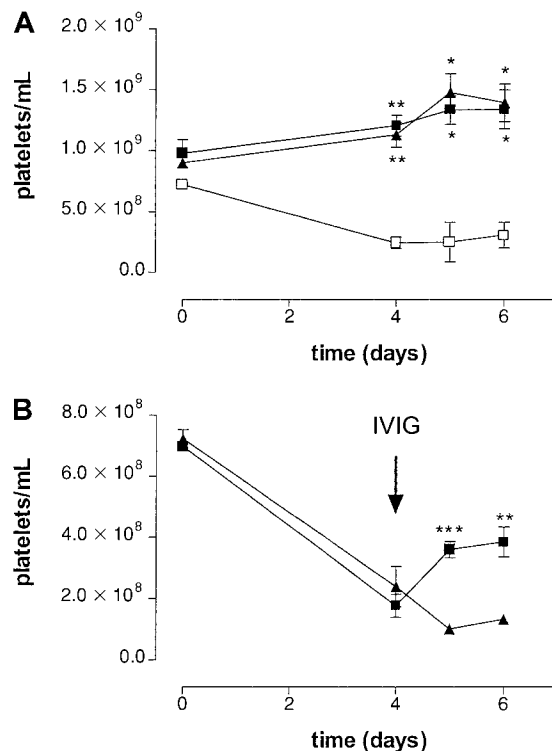 A
platelets/mL
2.0 × 10⁹
1.5 × 10⁹
1.0 × 10⁹
5.0 × 10⁸
0.0
** * *
** * *
0 2 4 6
time (days)
B
platelets/mL
8.0 × 10⁸
6.0 × 10⁸
4.0 × 10⁸
2.0 × 10⁸
0.0
IVIG
*** **
0 2 4 6
time (days)